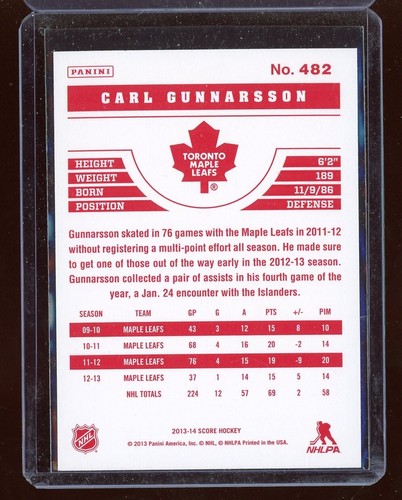 PANINI
No. 482
CARL GUNNARSSON
TORONTO
MAPLE
LEAFS
®
HEIGHT 6'2"
WEIGHT 189
BORN 11/9/86
POSITION DEFENSE
Gunnarsson skated in 76 games with the Maple Leafs in 2011-12
without registering a multi-point effort all season. He made sure
to get one of those out of the way early in the 2012-13 season.
Gunnarsson collected a pair of assists in his fourth game of the
year, a Jan. 24 encounter with the Islanders.
SEASON TEAM GP G A PTS +/- PIM
09-10 MAPLE LEAFS 43 3 12 15 8 10
10-11 MAPLE LEAFS 68 4 16 20 -2 14
11-12 MAPLE LEAFS 76 4 15 19 -9 20
12-13 MAPLE LEAFS 37 1 14 15 5 14
NHL TOTALS 224 12 57 69 2 58
2013-14 SCORE HOCKEY
© 2013 Panini America, Inc. © NHL, © NHLPA Printed in the USA.
NHL
NHLPA